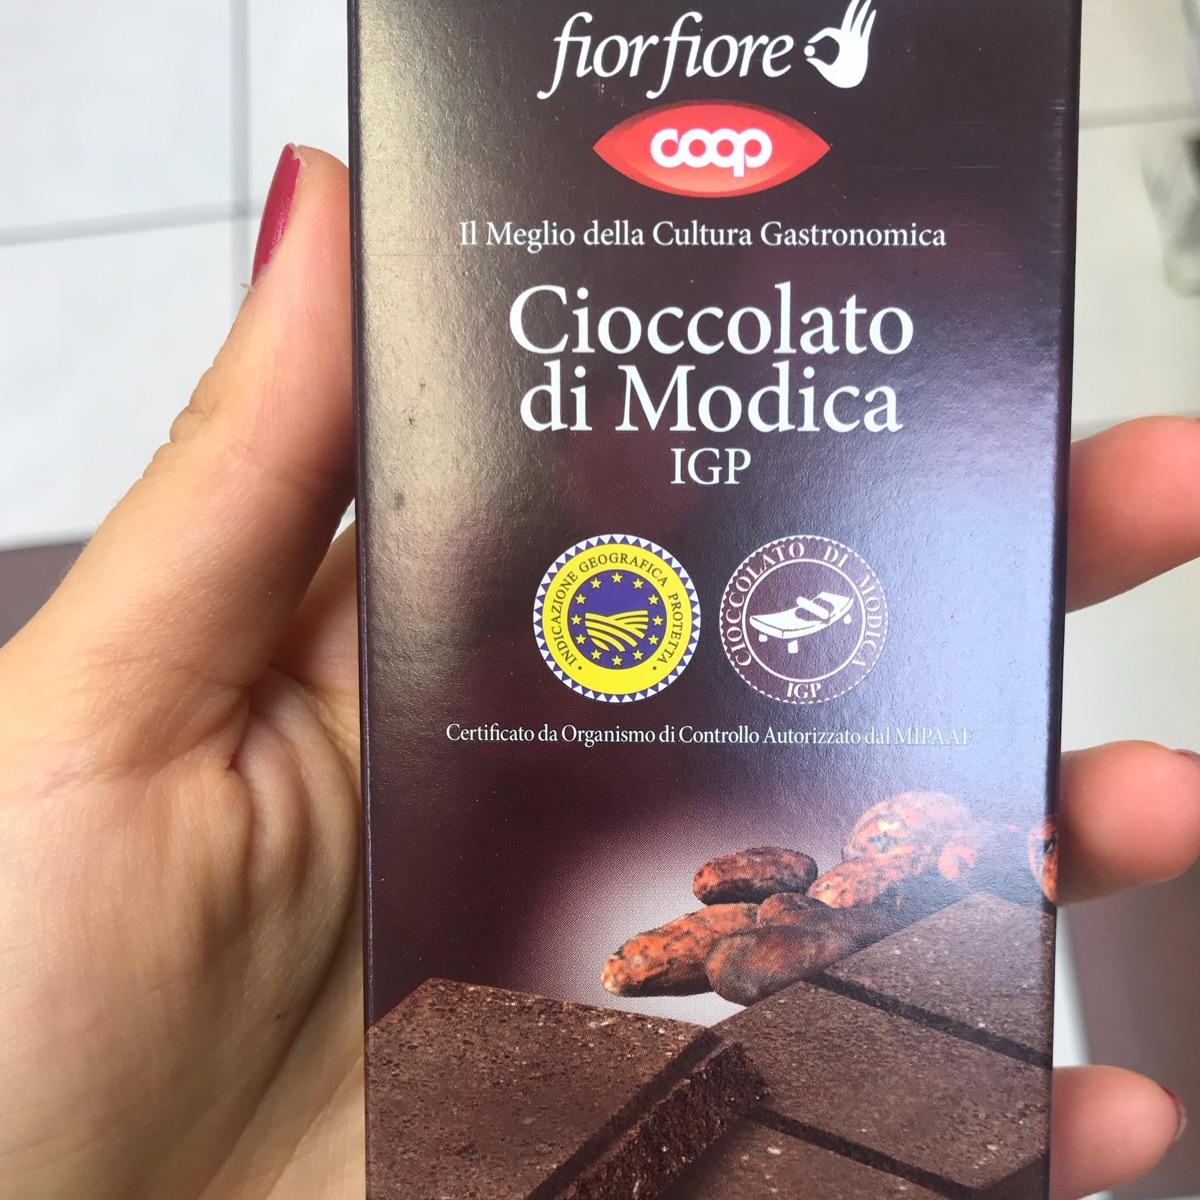 fiorfiore
coop
Il Meglio della Cultura Gastronomica
Cioccolato
di Modica
IGP
INDICAZIONE GEOGRAFICA PROTETTA
CIOCCOLATO DI MODICA
IGP
Certificato da Organismo di Controllo Autorizzato dal MIPAAF